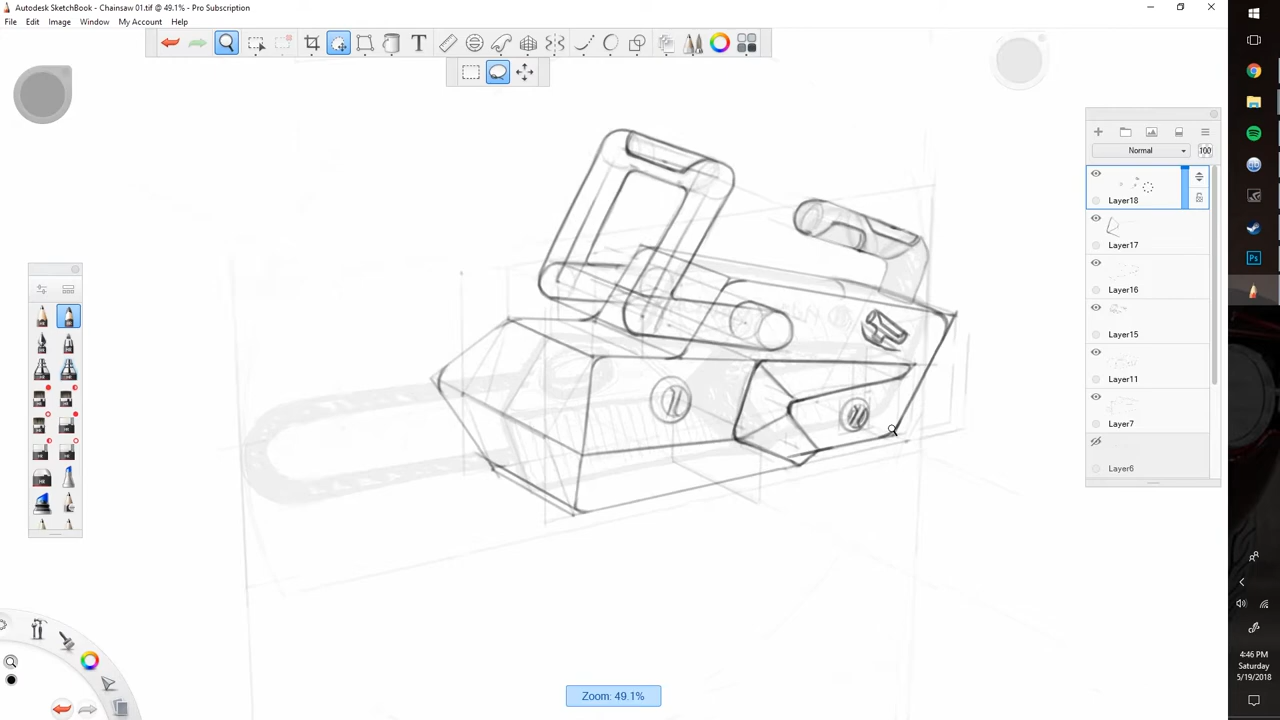 Autodesk SketchBook - Chainsaw 01.tif @ 49.1% - Pro Subscription
File Edit Image Window My Account Help
T
Normal 100
Layer18
Layer17
Layer16
Layer15
Layer11
Layer7
Layer6
Ps
4:46 PM
Saturday
5/19/2018
Zoom: 49.1%